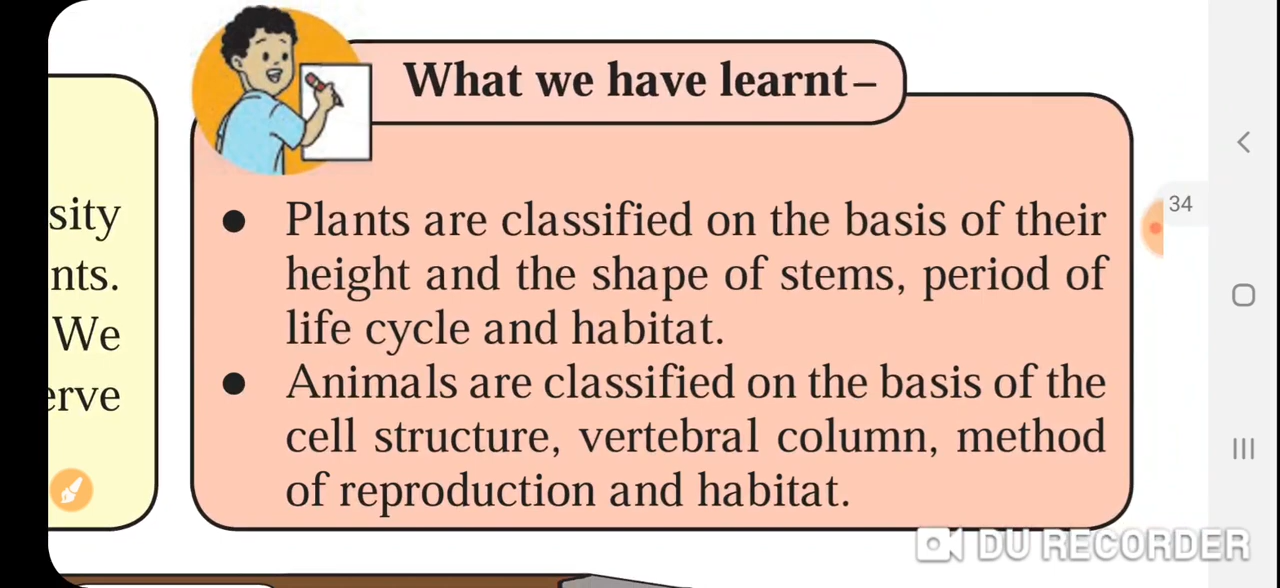 What we have learnt–
sity
nts.
We
erve
● Plants are classified on the basis of their
height and the shape of stems, period of
life cycle and habitat.
● Animals are classified on the basis of the
cell structure, vertebral column, method
of reproduction and habitat.
34
DU RECORDER